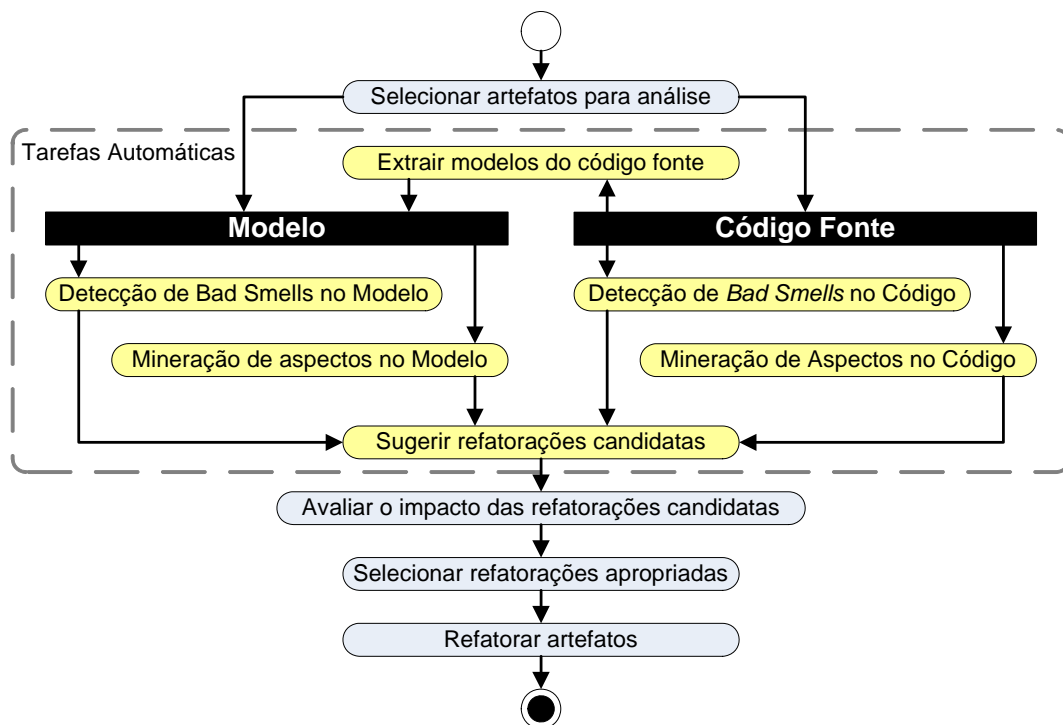 Selecionar artefatos para análise
Tarefas Automáticas
Extrair modelos do código fonte
Modelo
Código Fonte
Detecção de Bad Smells no Modelo
Detecção de Bad Smells no Código
Mineração de aspectos no Modelo
Mineração de Aspectos no Código
Sugerir refatorações candidatas
Avaliar o impacto das refatorações candidatas
Selecionar refatorações apropriadas
Refatorar artefatos